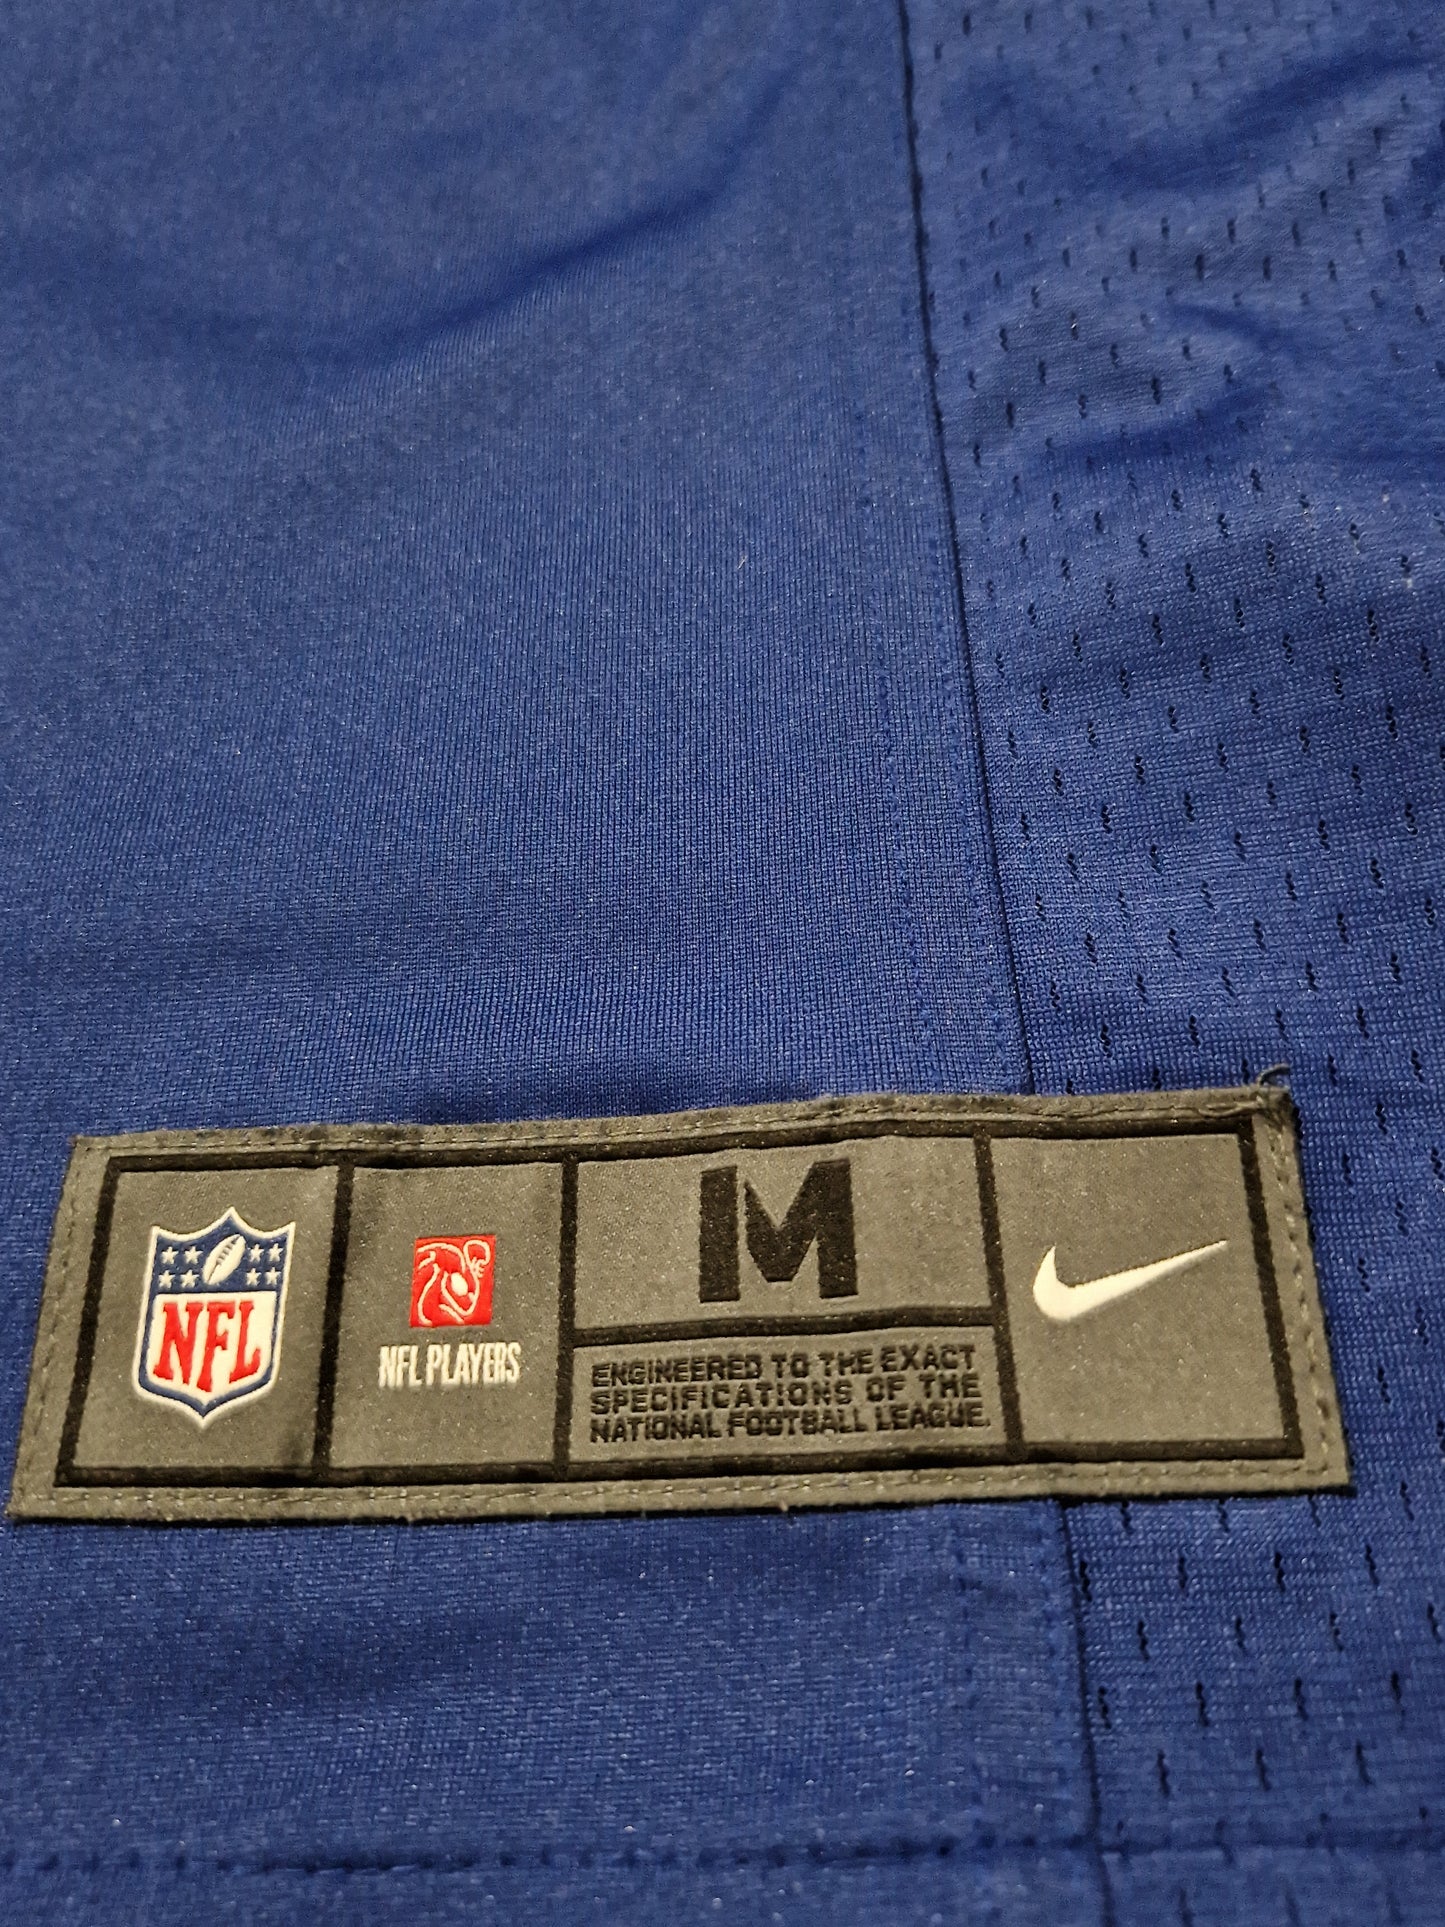 NFL
NFL PLAYERS
M
ENGINEERED TO THE EXACT
SPECIFICATIONS OF THE
NATIONAL FOOTBALL LEAGUE.